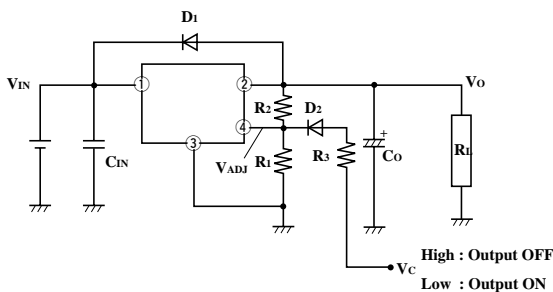 D1
VIN
1
2
VO
R2
D2
4
3
CIN
VADJ
R1
R3
+
CO
RL
VC
High : Output OFF
Low : Output ON